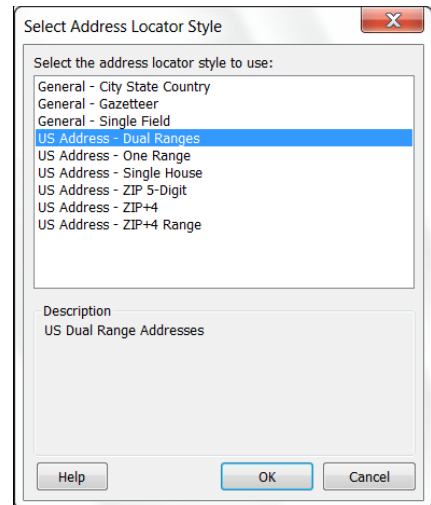 Select Address Locator Style
X
Select the address locator style to use:
General - City State Country
General - Gazetteer
General - Single Field
US Address - Dual Ranges
US Address - One Range
US Address - Single House
US Address - ZIP 5-Digit
US Address - ZIP+4
US Address - ZIP+4 Range
Description
US Dual Range Addresses
Help OK Cancel